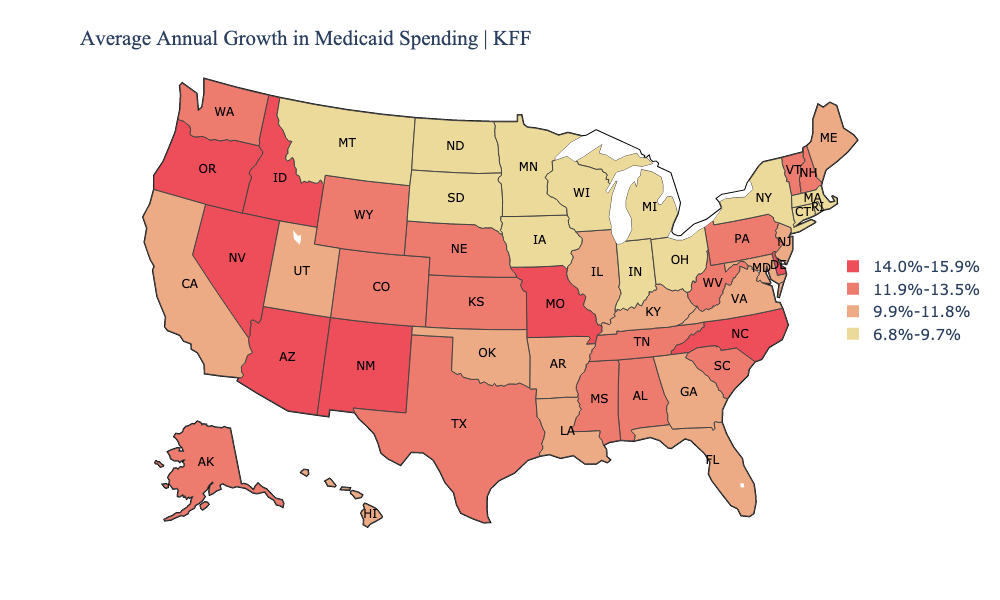 Average Annual Growth in Medicaid Spending | KFF
WA
ME
MT
ND
VT
NH
OR
MN
ID
WI
NY
MA
SD
MI
RI
CT
WY
PA
IA
NJ
NE
OH
NV
MD
DE
UT
IL
IN
WV
CA
CO
VA
KS
MO
KY
NC
TN
OK
AZ
AR
SC
NM
GA
MS
AL
TX
LA
FL
AK
HI
14.0%-15.9%
11.9%-13.5%
9.9%-11.8%
6.8%-9.7%